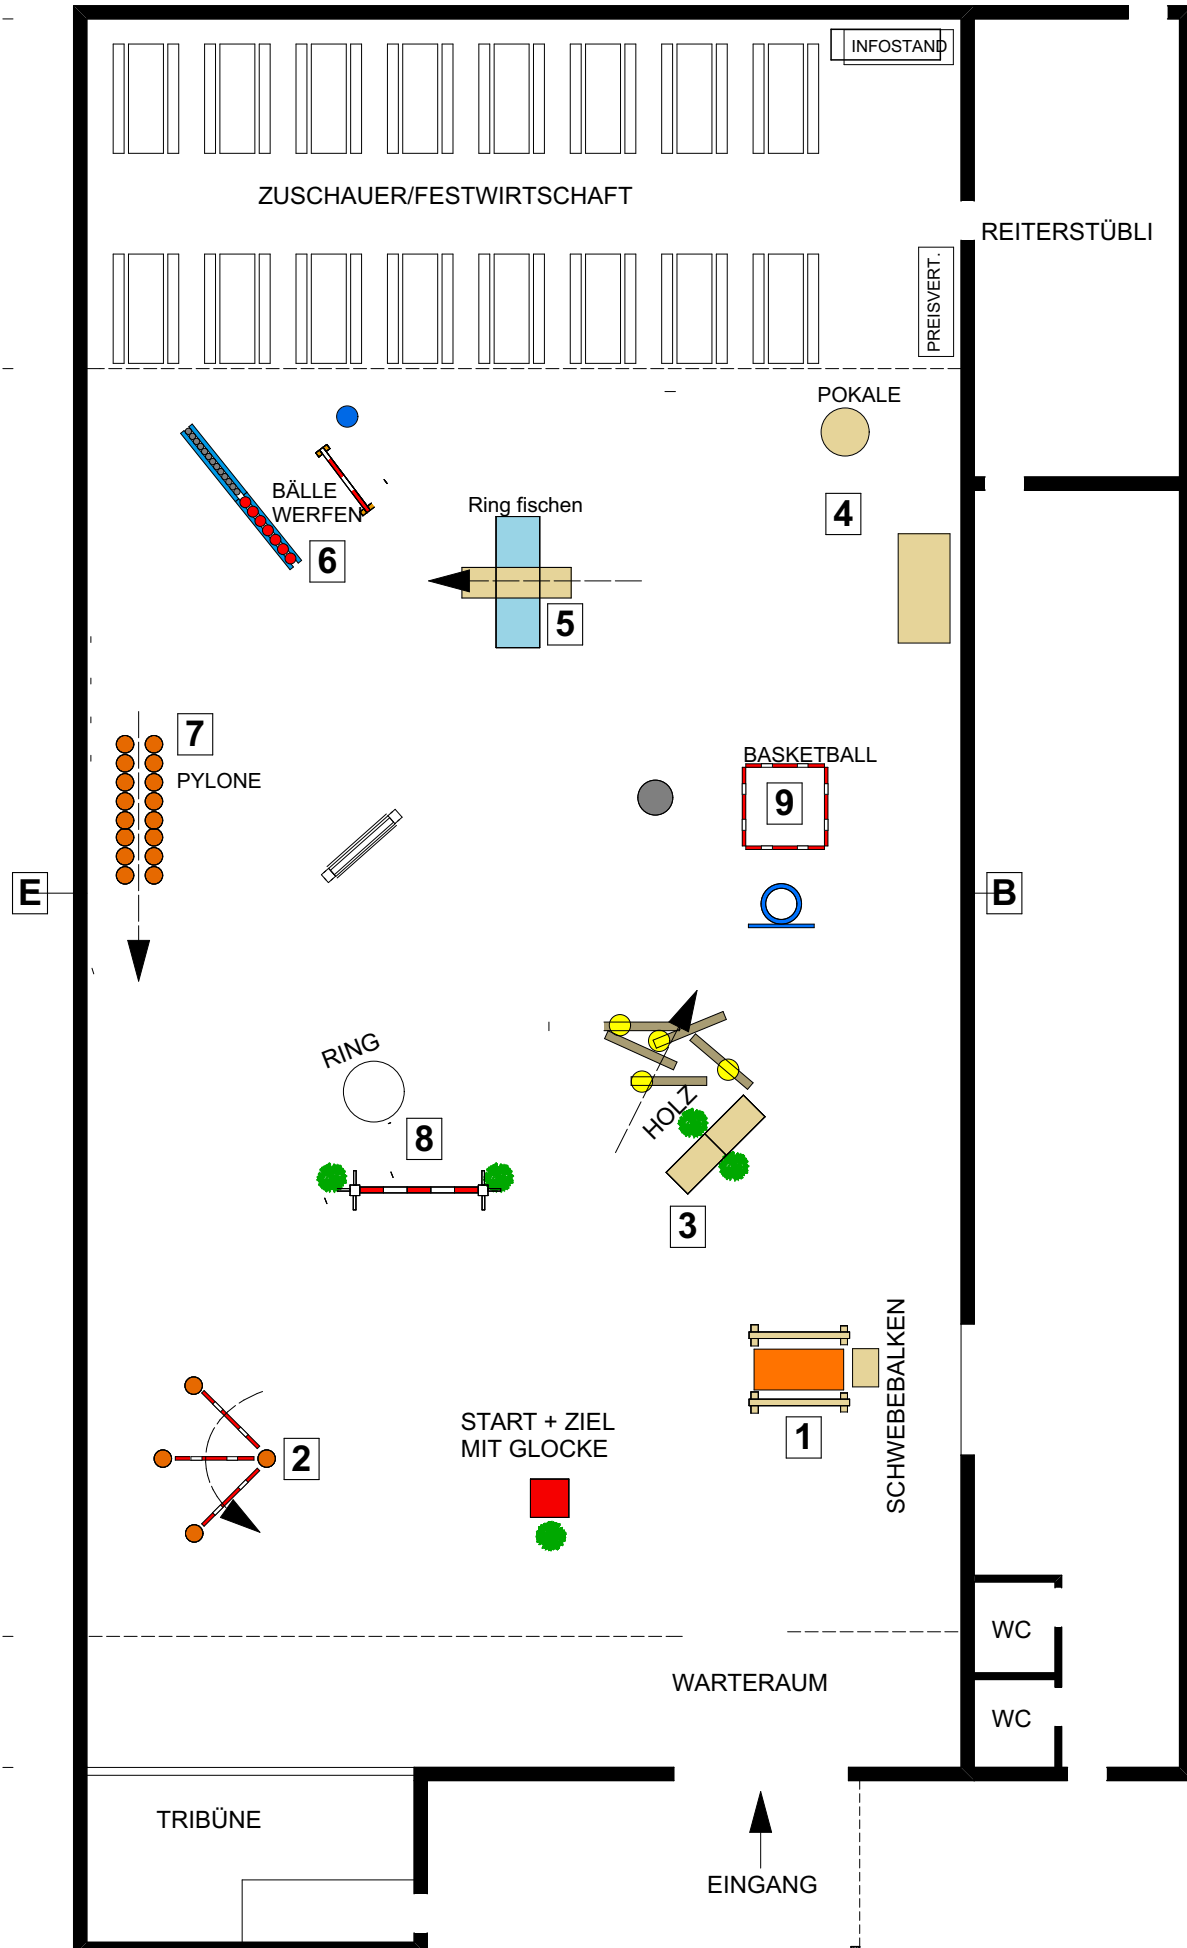 INFOSTAND
ZUSCHAUER/FESTWIRTSCHAFT
REITERSTÜBLI
PREISVERT.
POKALE
BÄLLE
WERFEN
Ring fischen
4
6
5
7
PYLONE
BASKETBALL
9
E
B
RING
HOLZ
8
3
SCHWEBEBALKEN
START + ZIEL
MIT GLOCKE
1
2
WC
WARTERAUM
WC
TRIBÜNE
EINGANG